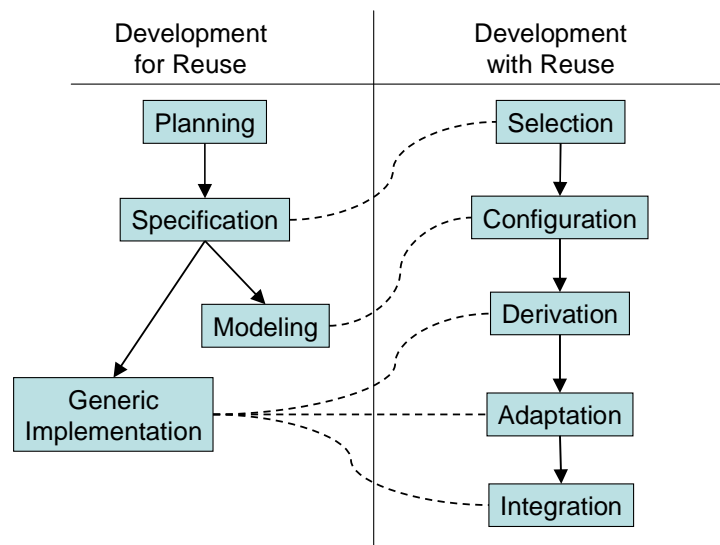 Development
for Reuse
Development
with Reuse
Planning
Selection
Specification
Configuration
Modeling
Derivation
Generic
Implementation
Adaptation
Integration